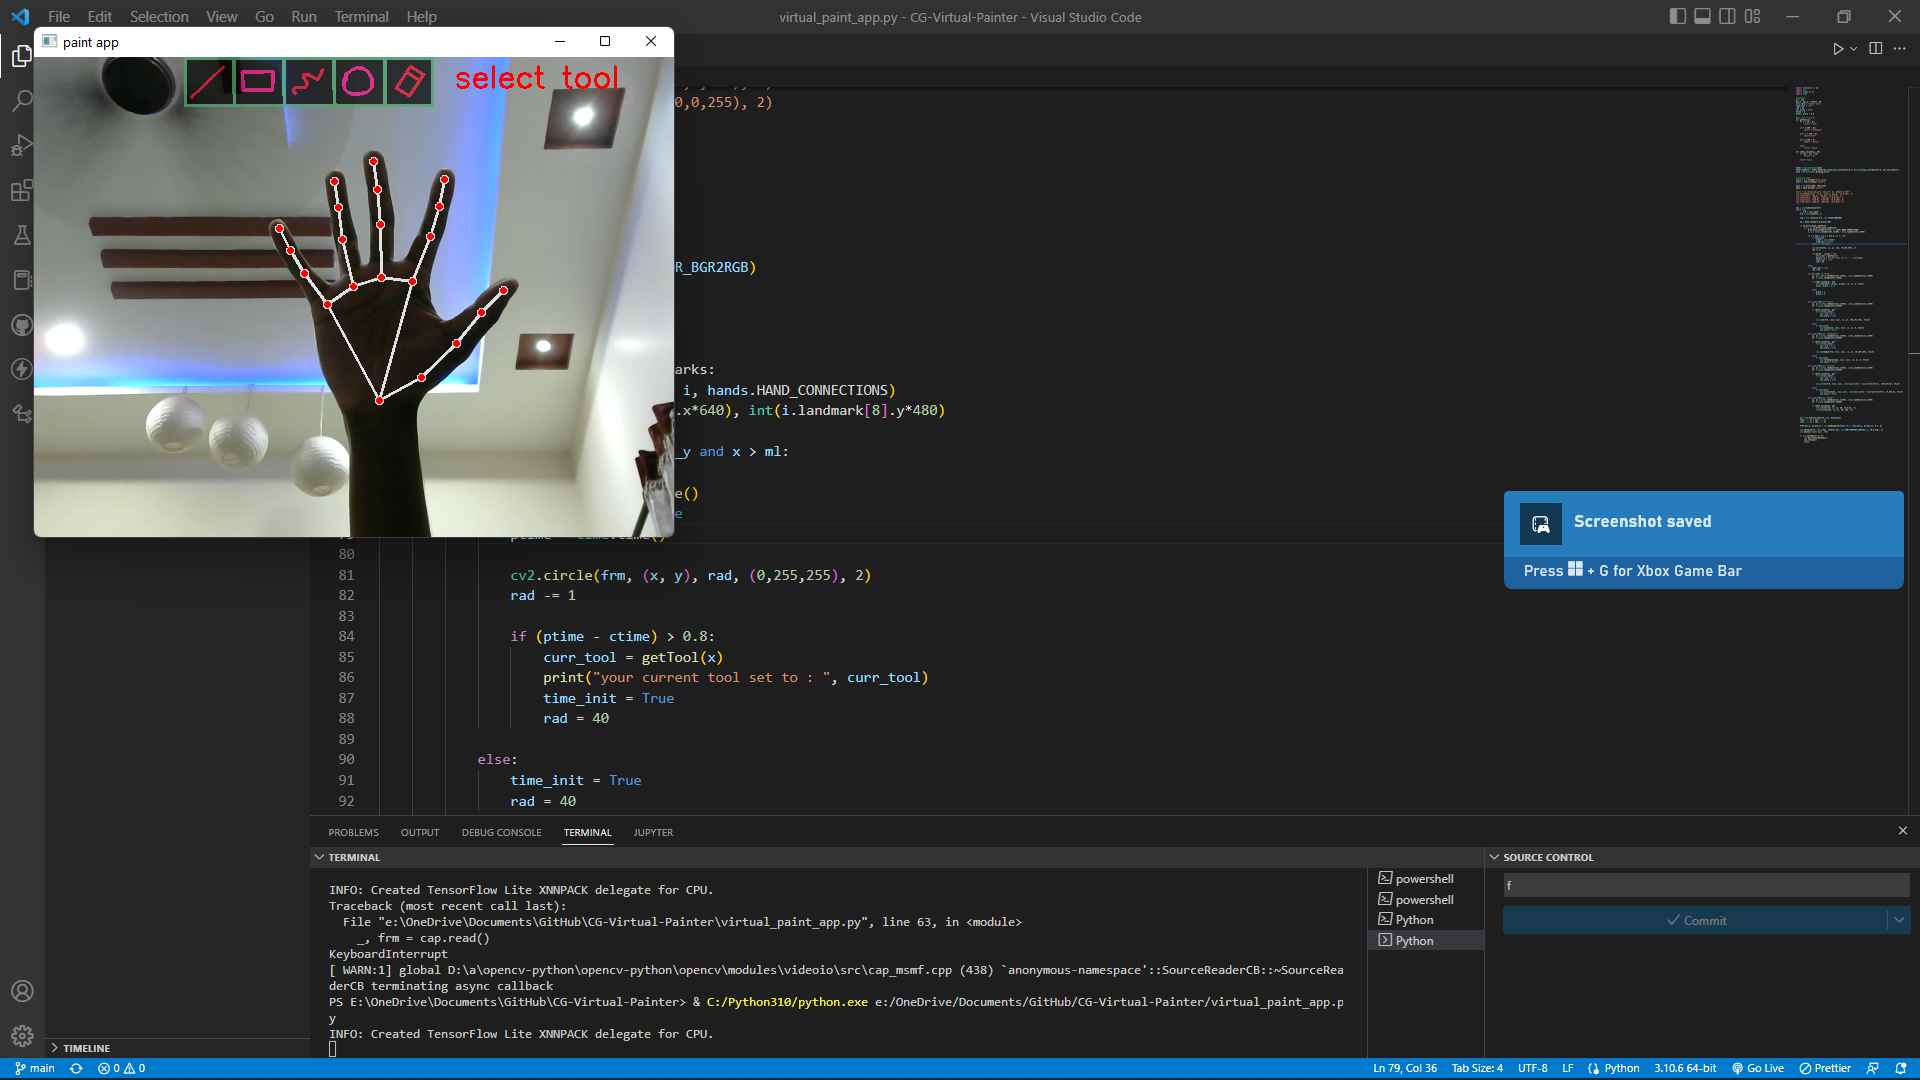 File Edit Selection View Go Run Terminal Help
virtual_paint_app.py - CG-Virtual-Painter - Visual Studio Code
paint app
select tool
0,0,255), 2)
R_BGR2RGB)
arks:
i, hands.HAND_CONNECTIONS)
.x*640), int(i.landmark[8].y*480)
_y and x > ml:
e()
e
80
81 cv2.circle(frm, (x, y), rad, (0,255,255), 2)
82 rad -= 1
83
84 if (ptime - ctime) > 0.8:
85 curr_tool = getTool(x)
86 print("your current tool set to : ", curr_tool)
87 time_init = True
88 rad = 40
89
90 else:
91 time_init = True
92 rad = 40
Screenshot saved
Press + G for Xbox Game Bar
PROBLEMS OUTPUT DEBUG CONSOLE TERMINAL JUPYTER
TERMINAL
INFO: Created TensorFlow Lite XNNPACK delegate for CPU.
Traceback (most recent call last):
File "e:\OneDrive\Documents\GitHub\CG-Virtual-Painter\virtual_paint_app.py", line 63, in <module>
_, frm = cap.read()
KeyboardInterrupt
[ WARN:1] global D:\a\opencv-python\opencv-python\opencv\modules\videoio\src\cap_msmf.cpp (438) `anonymous-namespace'::SourceReaderCB::~SourceRea
derCB terminating async callback
PS E:\OneDrive\Documents\GitHub\CG-Virtual-Painter> & C:/Python310/python.exe e:/OneDrive/Documents/GitHub/CG-Virtual-Painter/virtual_paint_app.p
y
INFO: Created TensorFlow Lite XNNPACK delegate for CPU.
powershell
powershell
Python
Python
SOURCE CONTROL
f
Commit
TIMELINE
main 0 0
Ln 79, Col 36 Tab Size: 4 UTF-8 LF Python 3.10.6 64-bit Go Live Prettier